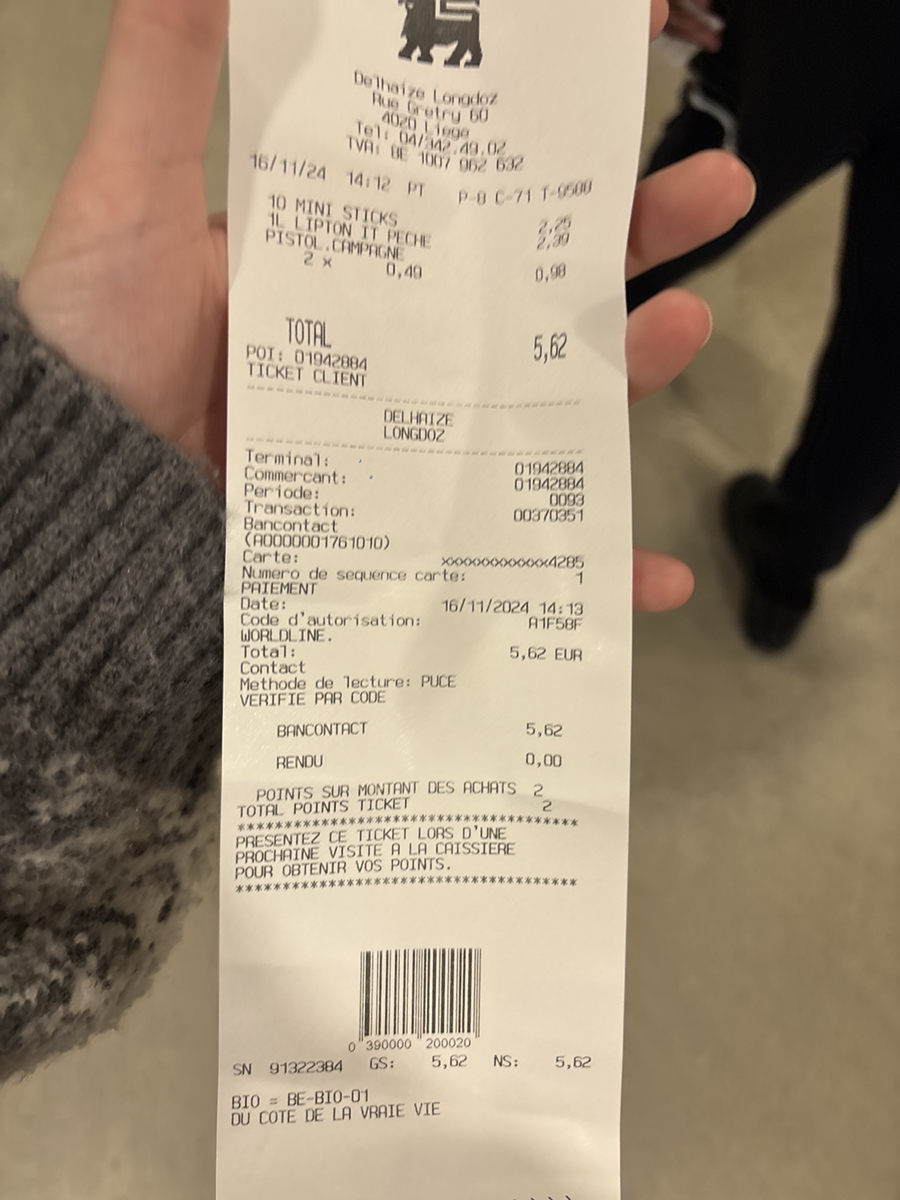 Delhaize Longdoz
Rue Gretry 60
4020 Liege
Tel: 04/342.49.02
TVA: BE 1007 962 632
16/11/24 14:12 PT P-0 C-71 T-9500
10 MINI STICKS 2,25
1L LIPTON IT PECHE 2,39
PISTOL.CAMPAGNE
2 x 0,49 0,98
TOTAL 5,62
POI: 01942884
TICKET CLIENT
--------------------------------------
DELHAIZE
LONGDOZ
--------------------------------------
Terminal: 01942884
Commercant: 01942884
Periode: 0093
Transaction: 00370351
Bancontact
(A0000001761010)
Carte: xxxxxxxxxxxxx4285
Numero de sequence carte: 1
PAIEMENT
Date: 16/11/2024 14:13
Code d'autorisation: A1F58F
WORLDLINE.
Total: 5,62 EUR
Contact
Methode de lecture: PUCE
VERIFIE PAR CODE
BANCONTACT 5,62
RENDU 0,00
POINTS SUR MONTANT DES ACHATS 2
TOTAL POINTS TICKET 2
**************************************
PRESENTEZ CE TICKET LORS D'UNE
PROCHAINE VISITE A LA CAISSIERE
POUR OBTENIR VOS POINTS.
**************************************
0 390000 200020
SN 91322384 GS: 5,62 NS: 5,62
BIO = BE-BIO-01
DU COTE DE LA VRAIE VIE